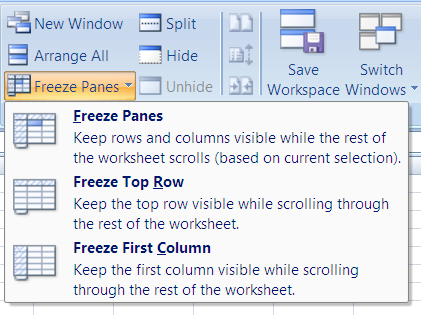 New Window
Split
Arrange All
Hide
Freeze Panes
Unhide
Save
Workspace
Switch
Windows
Freeze Panes
Keep rows and columns visible while the rest of
the worksheet scrolls (based on current selection).
Freeze Top Row
Keep the top row visible while scrolling through
the rest of the worksheet.
Freeze First Column
Keep the first column visible while scrolling
through the rest of the worksheet.